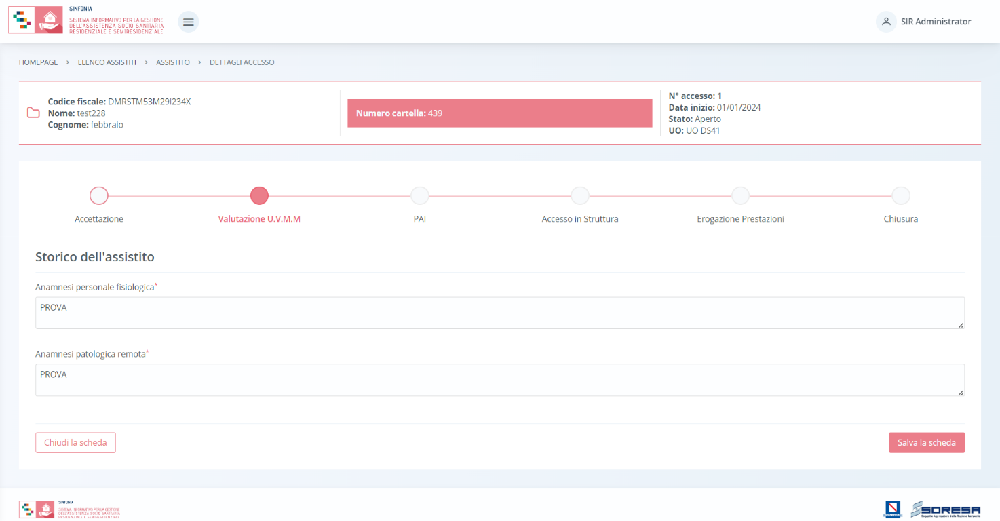 SINFONIA
SISTEMA INFORMATIVO PER LA GESTIONE
DELL'ASSISTENZA SOCIO SANITARIA
RESIDENZIALE E SEMIRESIDENZIALE
SIR Administrator
HOMEPAGE > ELENCO ASSISTITI > ASSISTITO > DETTAGLI ACCESSO
Codice fiscale: DMRSTM53M29I234X
Nome: test228
Cognome: febbraio
Numero cartella: 439
N° accesso: 1
Data inizio: 01/01/2024
Stato: Aperto
UO: UO DS41
Accettazione
Valutazione U.V.M.M
PAI
Accesso in Struttura
Erogazione Prestazioni
Chiusura
Storico dell'assistito
Anamnesi personale fisiologica*
PROVA
Anamnesi patologica remota*
PROVA
Chiudi la scheda
Salva la scheda
SINFONIA
SISTEMA INFORMATIVO PER LA GESTIONE
DELL'ASSISTENZA SOCIO SANITARIA
RESIDENZIALE E SEMIRESIDENZIALE
SORESA
Soggetto Aggregatore della Regione Campania